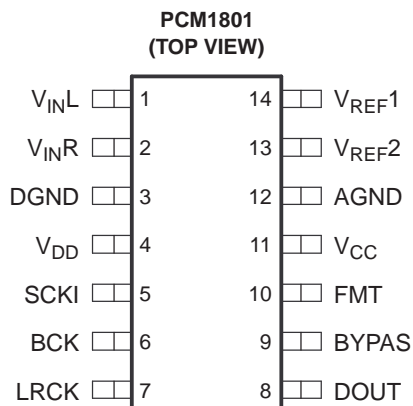 PCM1801
(TOP VIEW)
VINL 1 14 VREF1
VINR 2 13 VREF2
DGND 3 12 AGND
VDD 4 11 VCC
SCKI 5 10 FMT
BCK 6 9 BYPAS
LRCK 7 8 DOUT